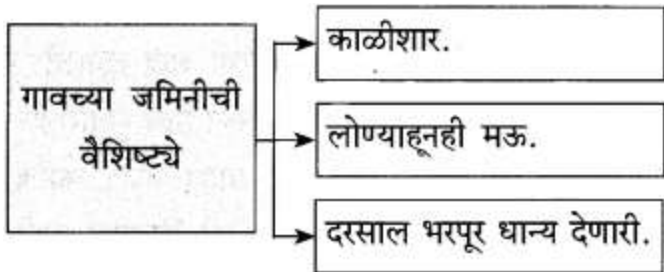 गावच्या जमिनीची
वैशिष्ट्ये
काळीशार.
लोण्याहूनही मऊ.
दरसाल भरपूर धान्य देणारी.